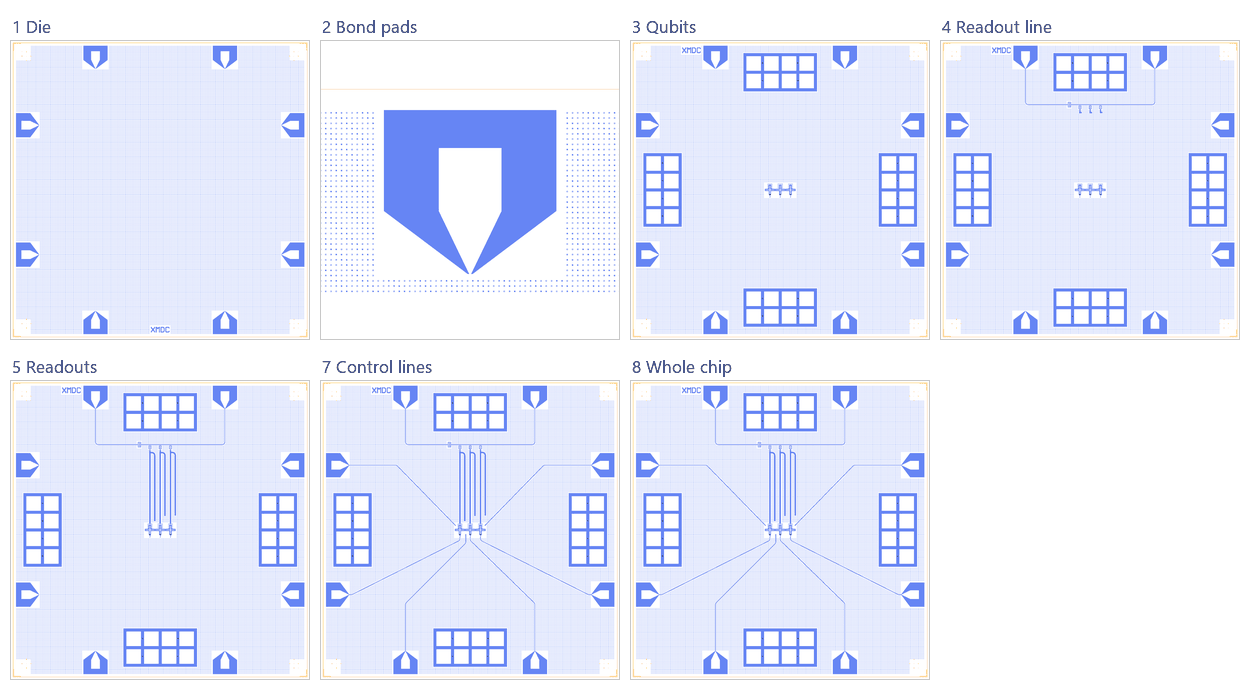 1 Die
2 Bond pads
3 Qubits
4 Readout line
XMDC
XMDC
XMDC
5 Readouts
7 Control lines
8 Whole chip
XMDC
XMDC
XMDC